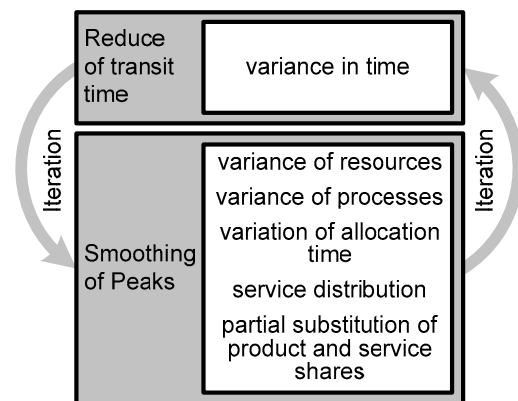 Reduce
of transit
time
variance in time
Iteration
Iteration
Smoothing
of Peaks
variance of resources
variance of processes
variation of allocation
time
service distribution
partial substitution of
product and service
shares